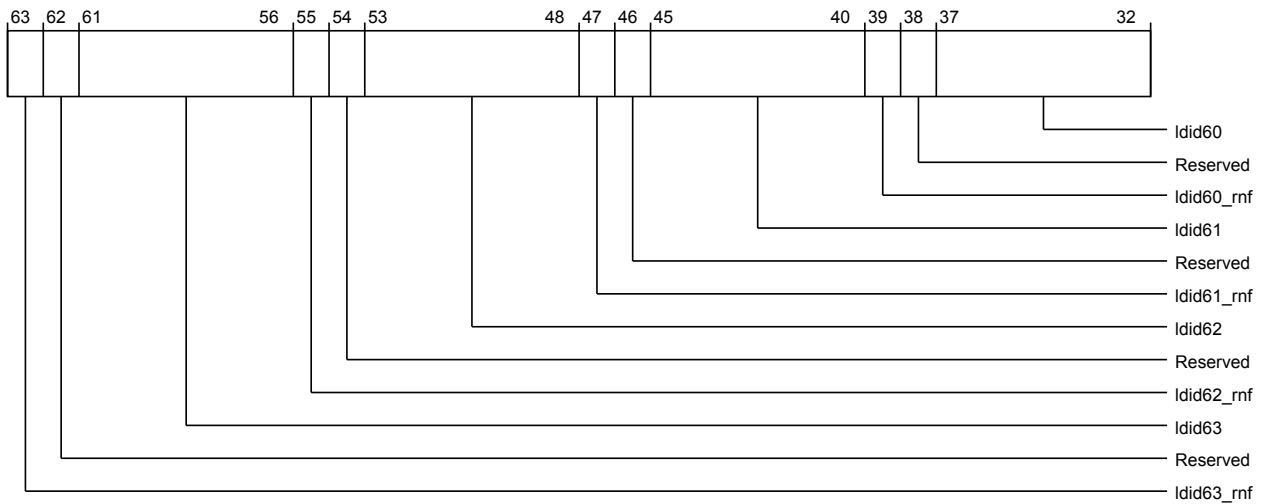 63 62 61 56 55 54 53 48 47 46 45 40 39 38 37 32
ldid60
Reserved
ldid60_rnf
ldid61
Reserved
ldid61_rnf
ldid62
Reserved
ldid62_rnf
ldid63
Reserved
ldid63_rnf